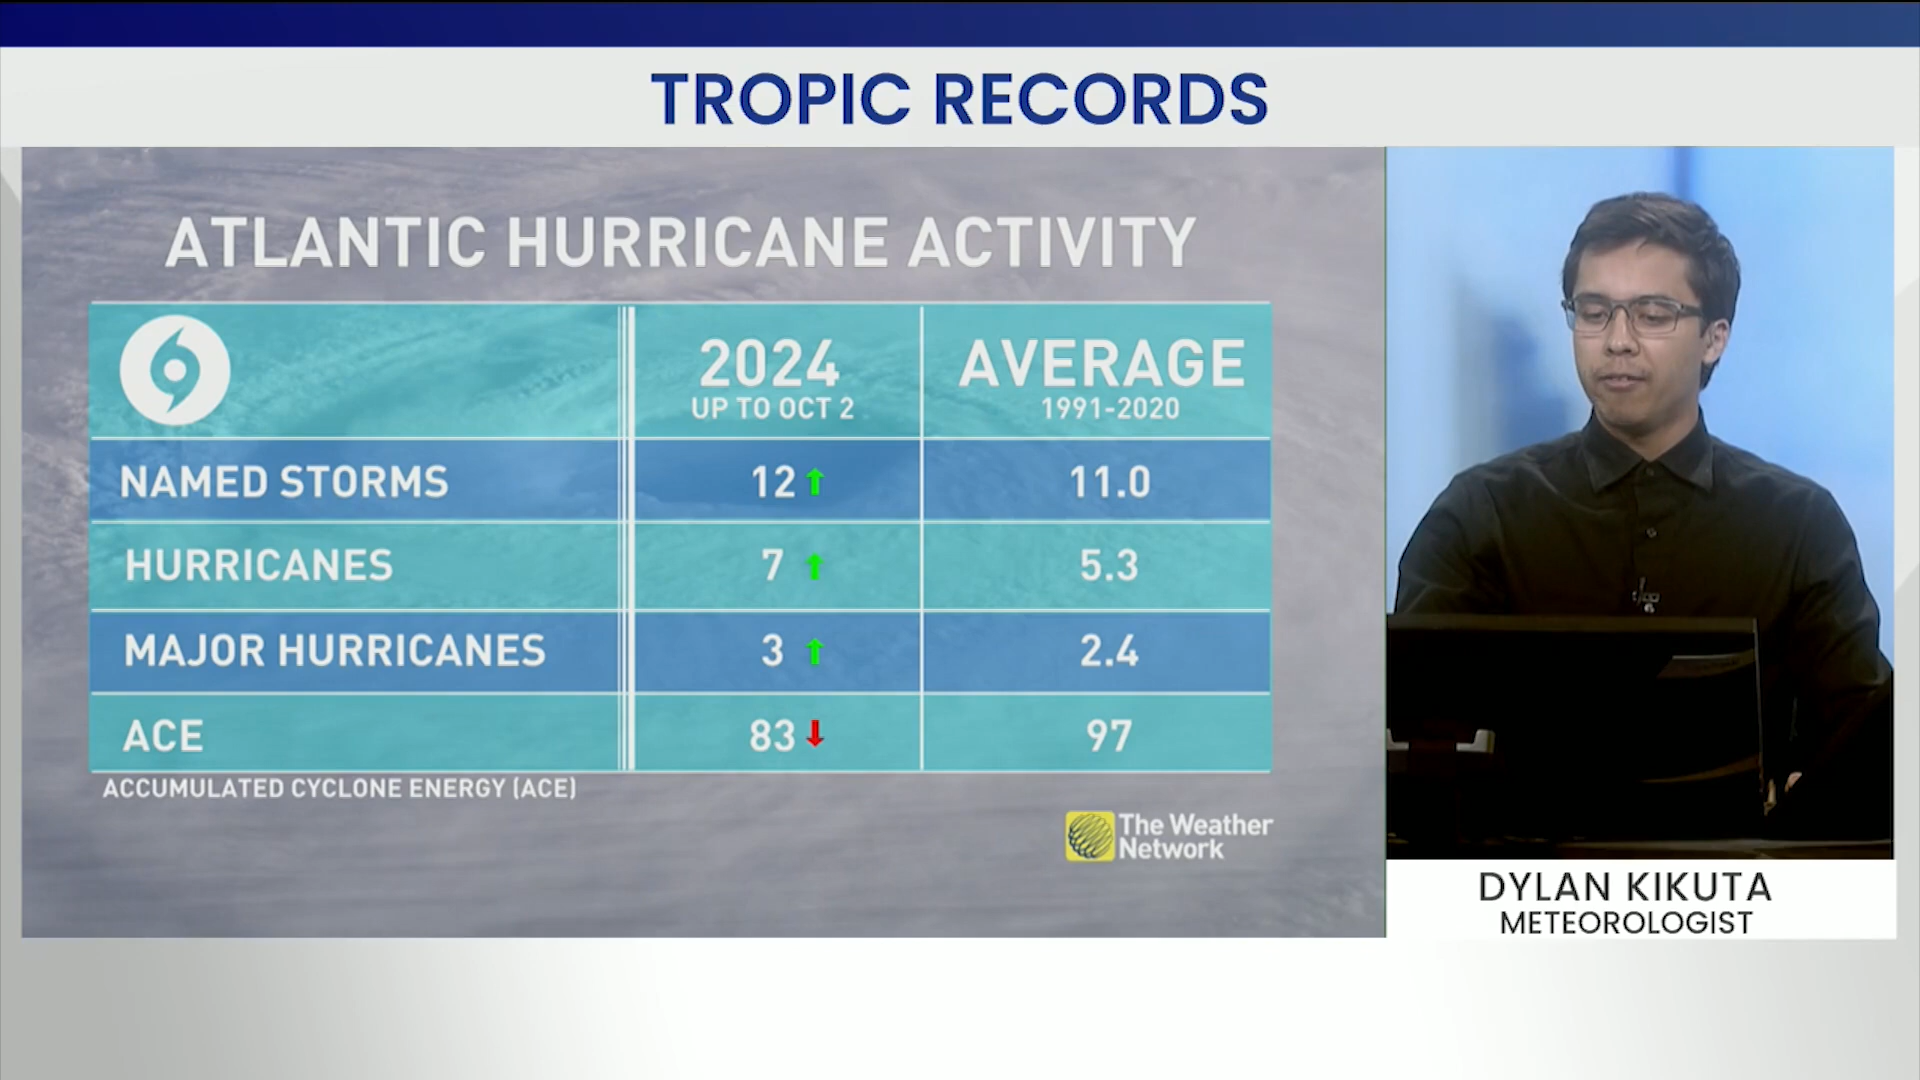 TROPIC RECORDS
ATLANTIC HURRICANE ACTIVITY
2024 AVERAGE
UP TO OCT 2 1991-2020
NAMED STORMS 12 11.0
HURRICANES 7 5.3
MAJOR HURRICANES 3 2.4
ACE 83 97
ACCUMULATED CYCLONE ENERGY (ACE)
The Weather
Network
DYLAN KIKUTA
METEOROLOGIST